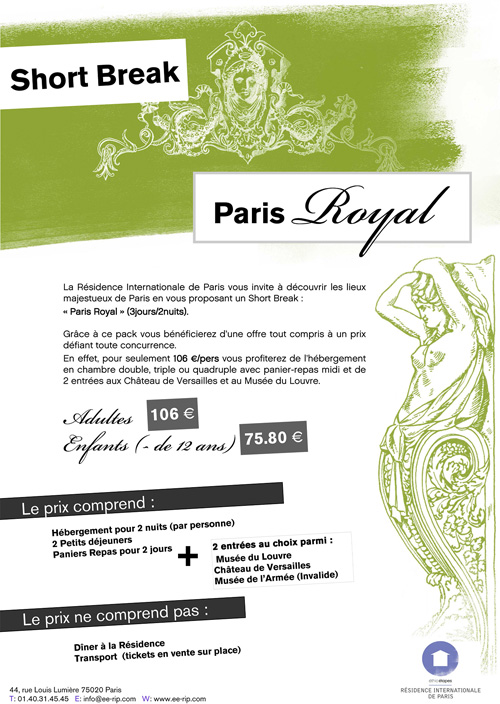 Short Break
Paris Royal
La Résidence Internationale de Paris vous invite à découvrir les lieux
majestueux de Paris en vous proposant un Short Break :
« Paris Royal » (3jours/2nuits).
Grâce à ce pack vous bénéficierez d'une offre tout compris à un prix
défiant toute concurrence.
En effet, pour seulement 106 €/pers vous profiterez de l'hébergement
en chambre double, triple ou quadruple avec panier-repas midi et de
2 entrées aux Château de Versailles et au Musée du Louvre.
Adultes 106 €
Enfants (- de 12 ans) 75.80 €
Le prix comprend :
Hébergement pour 2 nuits (par personne)
2 Petits déjeuners
Paniers Repas pour 2 jours
+
2 entrées au choix parmi :
Musée du Louvre
Château de Versailles
Musée de l'Armée (Invalide)
Le prix ne comprend pas :
Dîner à la Résidence
Transport (tickets en vente sur place)
44, rue Louis Lumière 75020 Paris
T: 01.40.31.45.45 E: info@ee-rip.com W: www.ee-rip.com
ethicétapes
RÉSIDENCE INTERNATIONALE
DE PARIS